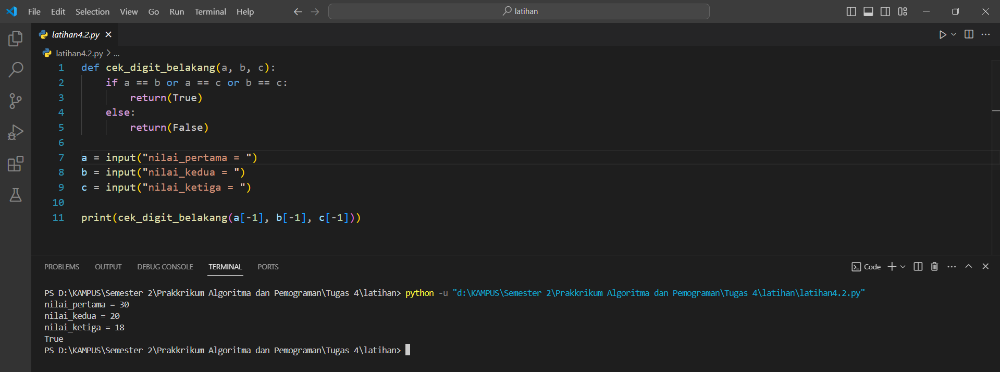 File Edit Selection View Go Run Terminal Help latihan
latihan4.2.py
latihan4.2.py > ...
1 def cek_digit_belakang(a, b, c):
2 if a == b or a == c or b == c:
3 return(True)
4 else:
5 return(False)
6
7 a = input("nilai_pertama = ")
8 b = input("nilai_kedua = ")
9 c = input("nilai_ketiga = ")
10
11 print(cek_digit_belakang(a[-1], b[-1], c[-1]))
PROBLEMS OUTPUT DEBUG CONSOLE TERMINAL PORTS Code
PS D:\KAMPUS\Semester 2\Prakkrikum Algoritma dan Pemograman\Tugas 4\latihan> python -u "d:\KAMPUS\Semester 2\Prakkrikum Algoritma dan Pemograman\Tugas 4\latihan\latihan4.2.py"
nilai_pertama = 30
nilai_kedua = 20
nilai_ketiga = 18
True
PS D:\KAMPUS\Semester 2\Prakkrikum Algoritma dan Pemograman\Tugas 4\latihan>